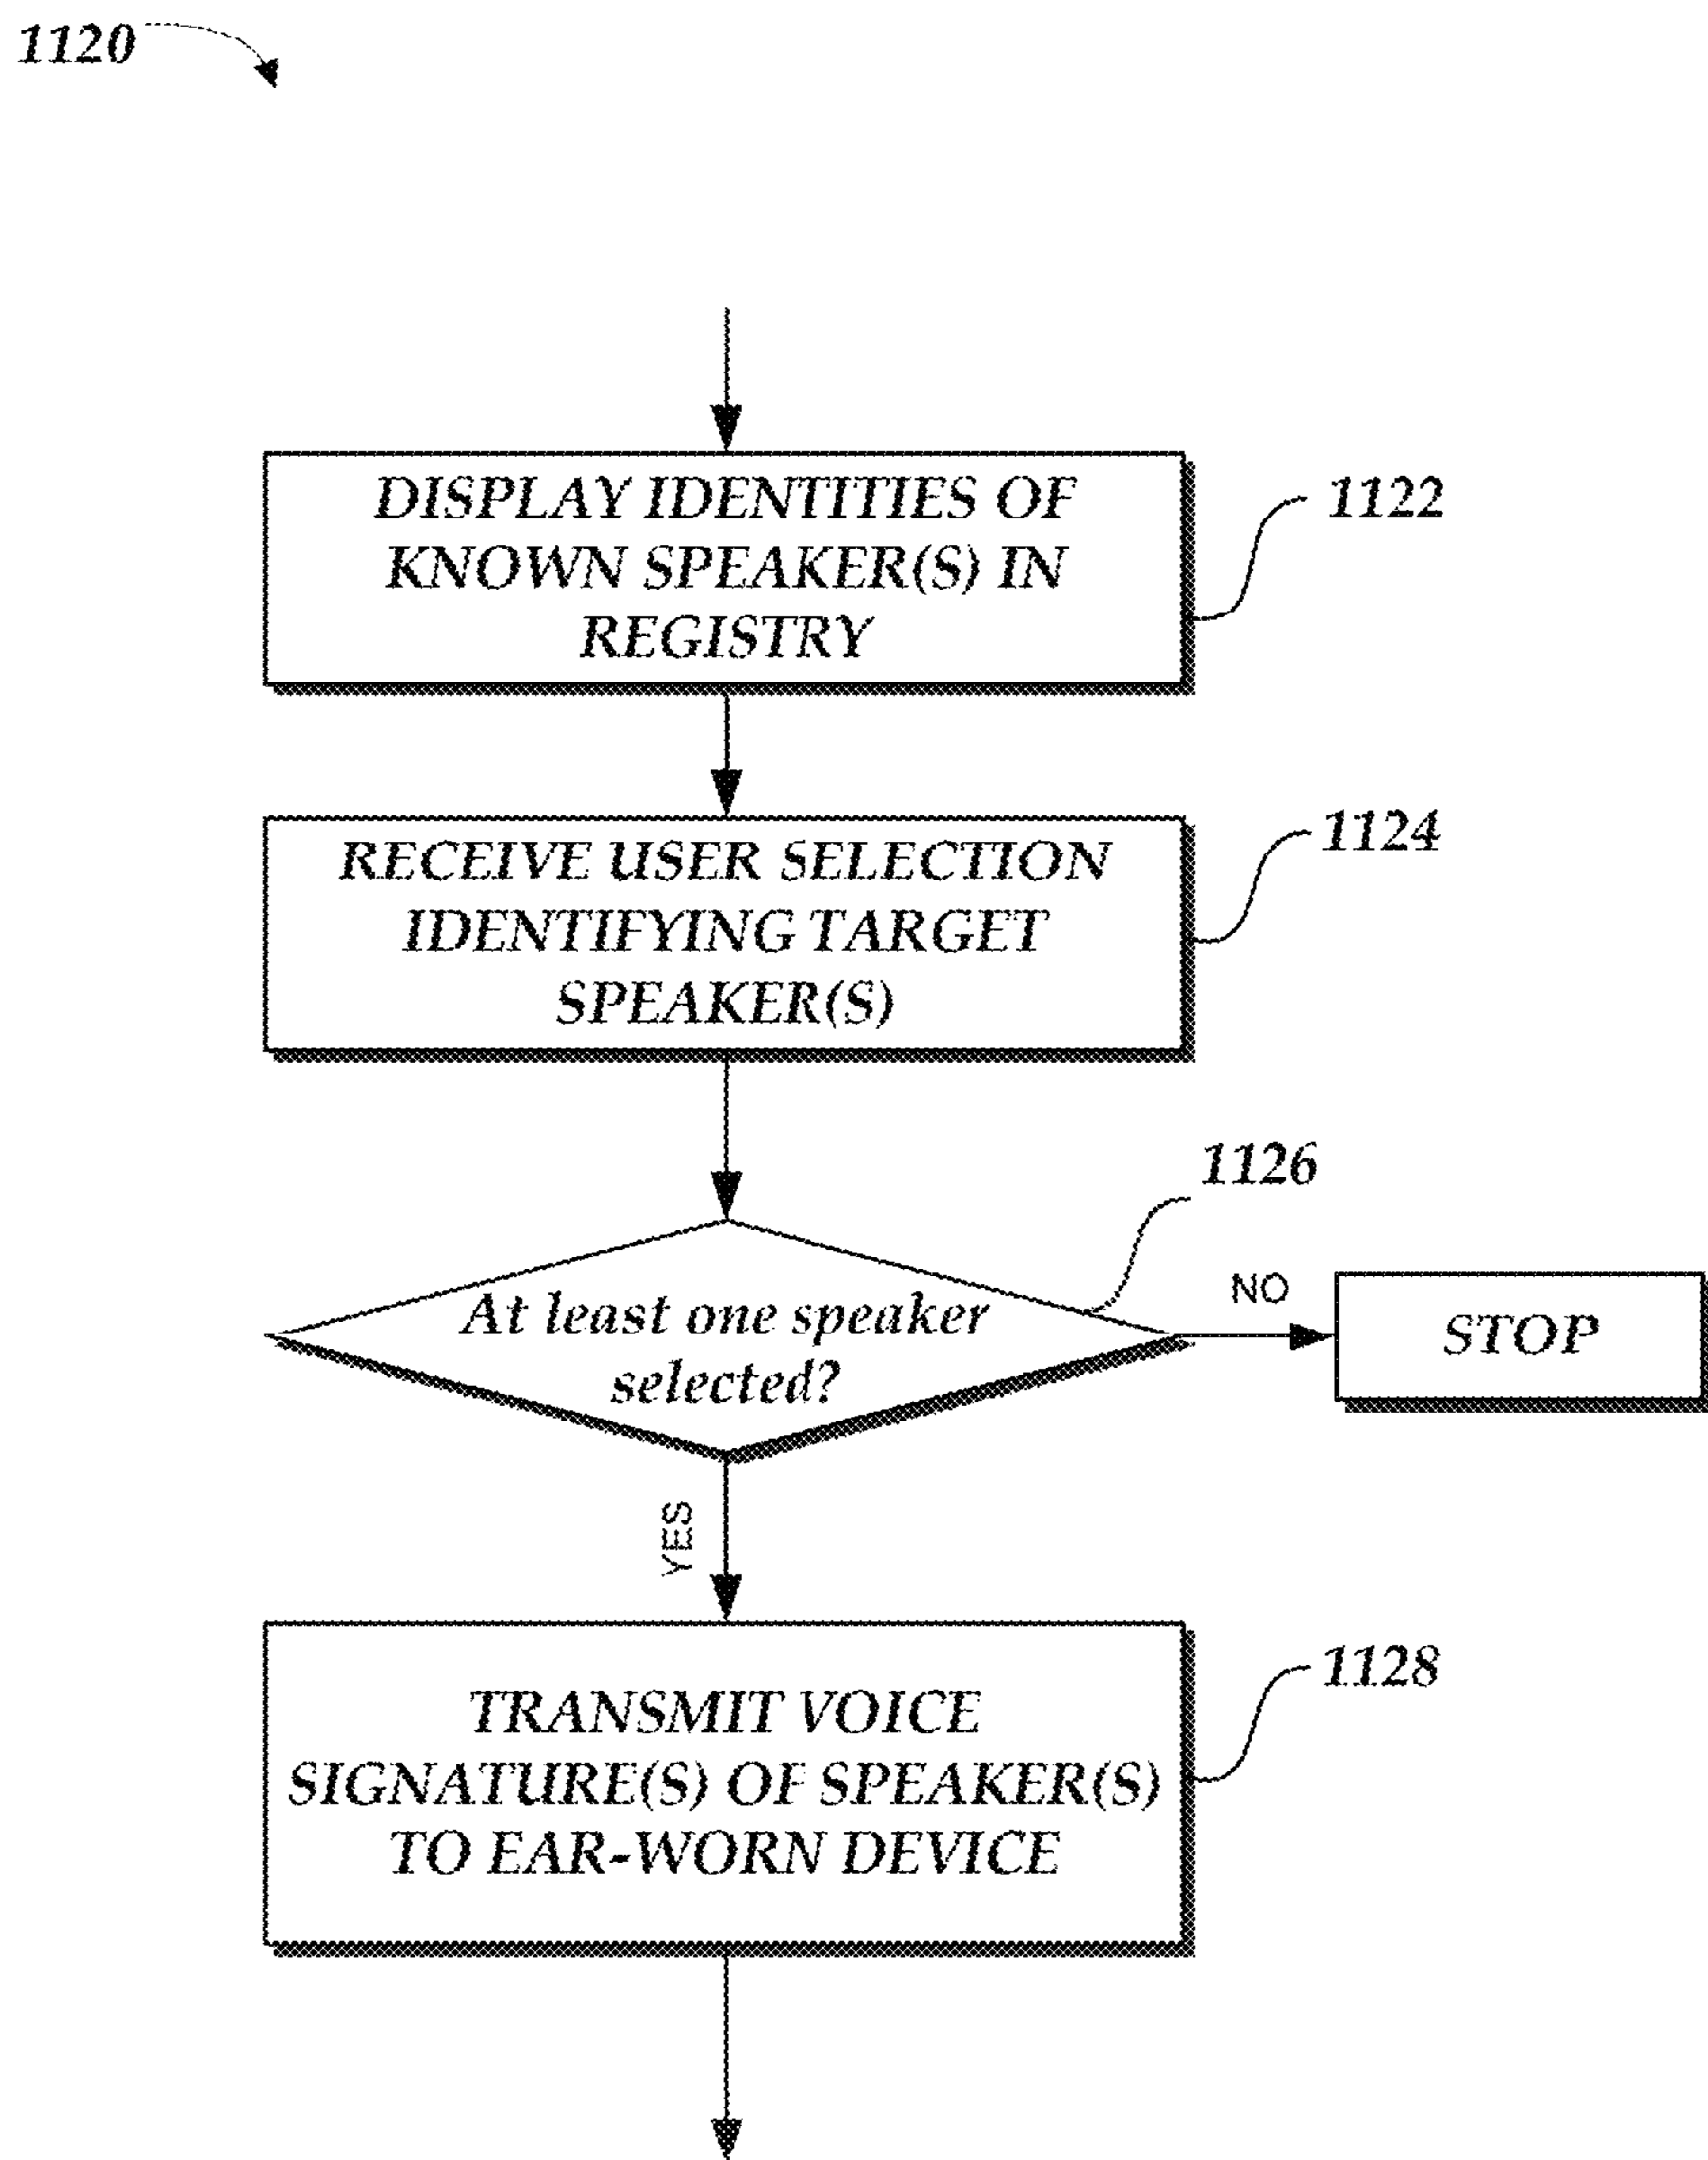 1120
DISPLAY IDENTITIES OF
KNOWN SPEAKER(S) IN
REGISTRY
1122
RECEIVE USER SELECTION
IDENTIFYING TARGET
SPEAKER(S)
1124
1126
At least one speaker
selected?
NO
STOP
YES
TRANSMIT VOICE
SIGNATURE(S) OF SPEAKER(S)
TO EAR-WORN DEVICE
1128